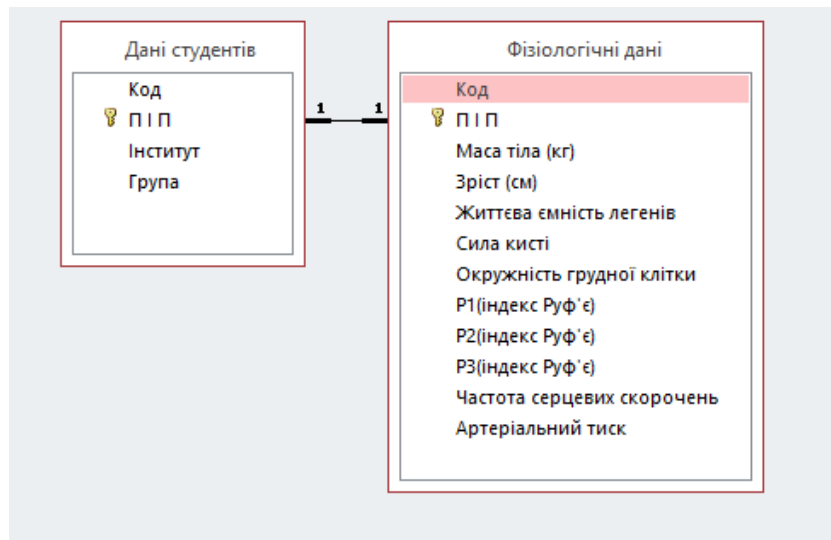 Дані студентів
Код
П І П
Інститут
Група
1 1
Фізіологічні дані
Код
П І П
Маса тіла (кг)
Зріст (см)
Життєва ємність легенів
Сила кисті
Окружність грудної клітки
Р1(індекс Руф'є)
Р2(індекс Руф'є)
Р3(індекс Руф'є)
Частота серцевих скорочень
Артеріальний тиск